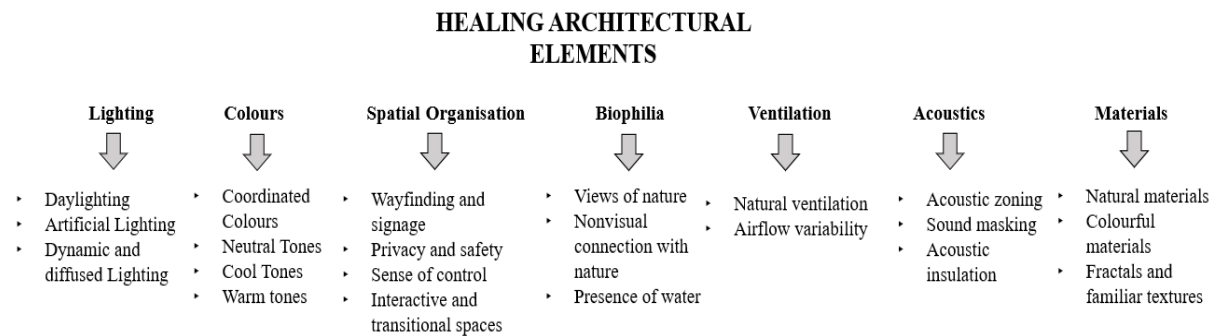 HEALING ARCHITECTURAL
ELEMENTS
Lighting
Daylighting
Artificial Lighting
Dynamic and
diffused Lighting
Colours
Coordinated
Colours
Neutral Tones
Cool Tones
Warm tones
Spatial Organisation
Wayfinding and
signage
Privacy and safety
Sense of control
Interactive and
transitional spaces
Biophilia
Views of nature
Nonvisual
connection with
nature
Presence of water
Ventilation
Natural ventilation
Airflow variability
Acoustics
Acoustic zoning
Sound masking
Acoustic
insulation
Materials
Natural materials
Colourful
materials
Fractals and
familiar textures